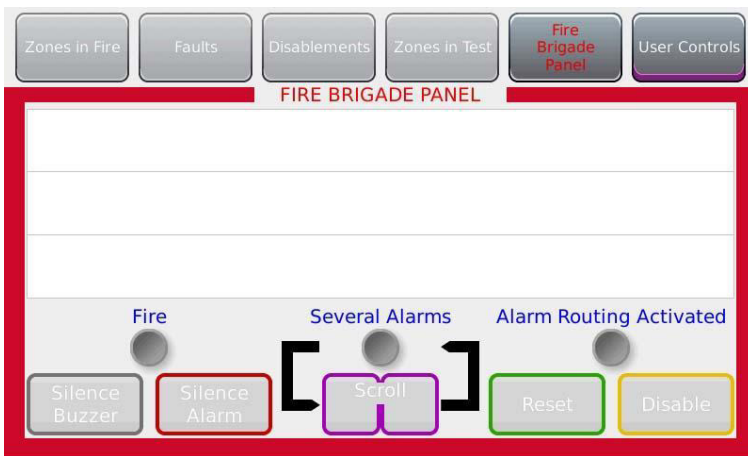 Zones in Fire
Faults
Disablements
Zones in Test
Fire
Brigade
Panel
User Controls
FIRE BRIGADE PANEL
Fire
Several Alarms
Alarm Routing Activated
Silence
Buzzer
Silence
Alarm
Scroll
Reset
Disable